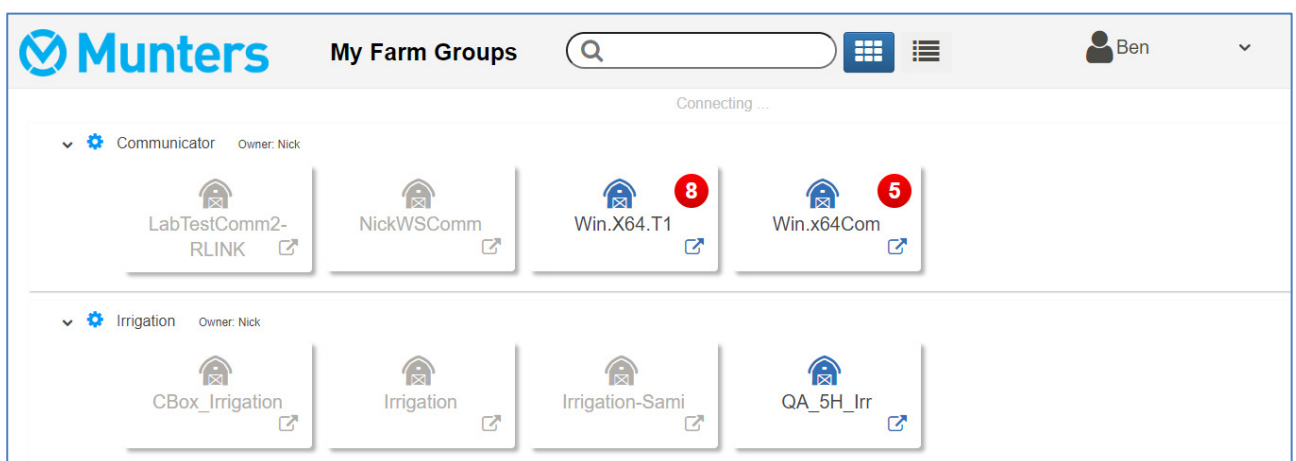 Munters My Farm Groups Ben
Connecting ...
Communicator Owner: Nick
8 5
LabTestComm2- NickWSComm Win.X64.T1 Win.x64Com
RLINK
Irrigation Owner: Nick
CBox_Irrigation Irrigation Irrigation-Sami QA_5H_Irr